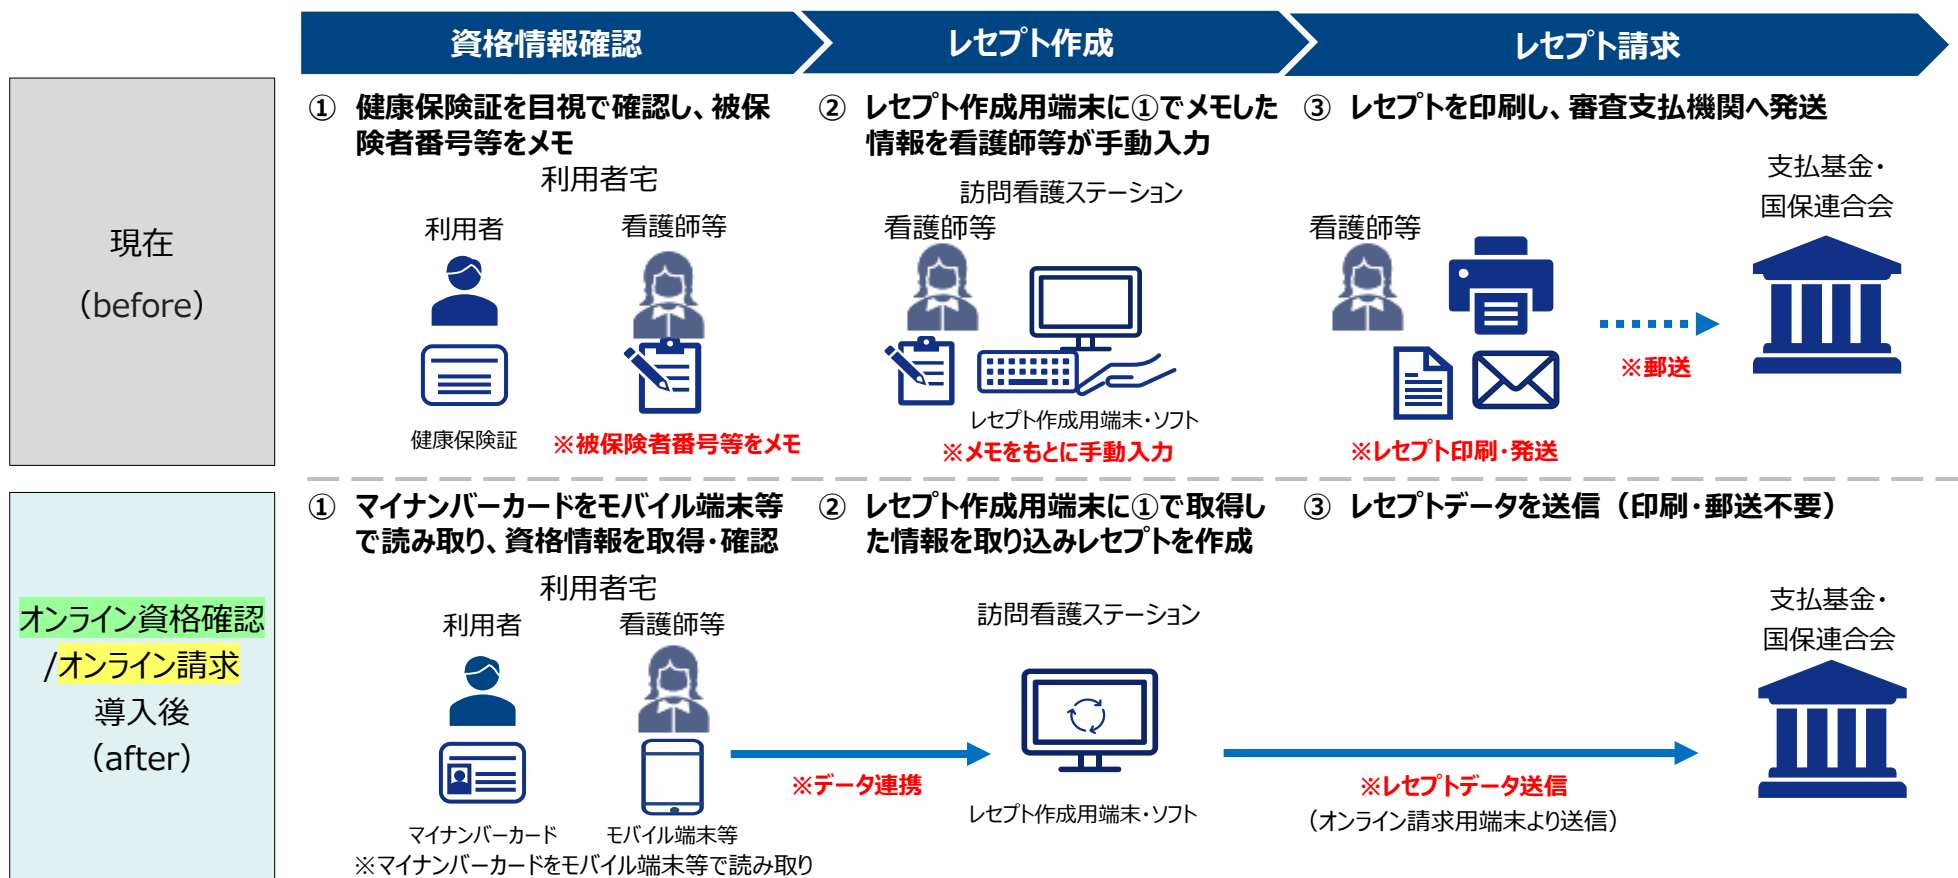 資格情報確認
レセプト作成
レセプト請求
現在
（before）
① 健康保険証を目視で確認し、被保
険者番号等をメモ
利用者宅
利用者
看護師等
健康保険証
※被保険者番号等をメモ
② レセプト作成用端末に①でメモした
情報を看護師等が手動入力
訪問看護ステーション
看護師等
レセプト作成用端末・ソフト
※メモをもとに手動入力
③ レセプトを印刷し、審査支払機関へ発送
看護師等
※レセプト印刷・発送
※郵送
支払基金・
国保連合会
オンライン資格確認
/オンライン請求
導入後
（after）
① マイナンバーカードをモバイル端末等
で読み取り、資格情報を取得・確認
利用者宅
利用者
看護師等
マイナンバーカード
モバイル端末等
※マイナンバーカードをモバイル端末等で読み取り
※データ連携
② レセプト作成用端末に①で取得し
た情報を取り込みレセプトを作成
訪問看護ステーション
レセプト作成用端末・ソフト
③ レセプトデータを送信（印刷・郵送不要）
※レセプトデータ送信
（オンライン請求用端末より送信）
支払基金・
国保連合会